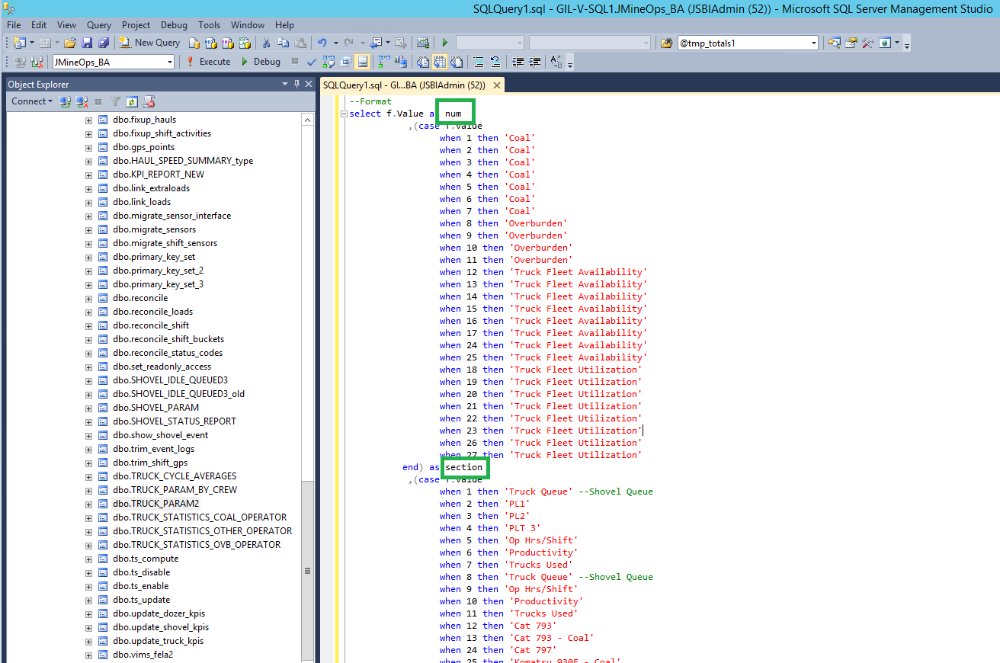 SQLQuery1.sql - GIL-V-SQL1.JMineOps_BA (JSBIAdmin (52)) - Microsoft SQL Server Management Studio
File Edit View Query Project Debug Tools Window Help
New Query @tmp_totals1
JMineOps_BA Execute Debug
Object Explorer
Connect
dbo.fixup_hauls
dbo.fixup_shift_activities
dbo.gps_points
dbo.HAUL_SPEED_SUMMARY_type
dbo.KPI_REPORT_NEW
dbo.link_extraloads
dbo.link_loads
dbo.migrate_sensor_interface
dbo.migrate_sensors
dbo.migrate_shift_sensors
dbo.primary_key_set
dbo.primary_key_set_2
dbo.primary_key_set_3
dbo.reconcile
dbo.reconcile_loads
dbo.reconcile_shift
dbo.reconcile_shift_buckets
dbo.reconcile_status_codes
dbo.set_readonly_access
dbo.SHOVEL_IDLE_QUEUED3
dbo.SHOVEL_IDLE_QUEUED3_old
dbo.SHOVEL_PARAM
dbo.SHOVEL_STATUS_REPORT
dbo.show_shovel_event
dbo.trim_event_logs
dbo.trim_shift_gps
dbo.TRUCK_CYCLE_AVERAGES
dbo.TRUCK_PARAM_BY_CREW
dbo.TRUCK_PARAM2
dbo.TRUCK_STATISTICS_COAL_OPERATOR
dbo.TRUCK_STATISTICS_OTHER_OPERATOR
dbo.TRUCK_STATISTICS_OVB_OPERATOR
dbo.ts_compute
dbo.ts_disable
dbo.ts_enable
dbo.ts_update
dbo.update_dozer_kpis
dbo.update_shovel_kpis
dbo.update_truck_kpis
dbo.vims_fela2
SQLQuery1.sql - GI...BA (JSBIAdmin (52))
--Format
select f.Value a num
,(case f.Value
when 1 then 'Coal'
when 2 then 'Coal'
when 3 then 'Coal'
when 4 then 'Coal'
when 5 then 'Coal'
when 6 then 'Coal'
when 7 then 'Coal'
when 8 then 'Overburden'
when 9 then 'Overburden'
when 10 then 'Overburden'
when 11 then 'Overburden'
when 12 then 'Truck Fleet Availability'
when 13 then 'Truck Fleet Availability'
when 14 then 'Truck Fleet Availability'
when 15 then 'Truck Fleet Availability'
when 16 then 'Truck Fleet Availability'
when 17 then 'Truck Fleet Availability'
when 24 then 'Truck Fleet Availability'
when 25 then 'Truck Fleet Availability'
when 18 then 'Truck Fleet Utilization'
when 19 then 'Truck Fleet Utilization'
when 20 then 'Truck Fleet Utilization'
when 21 then 'Truck Fleet Utilization'
when 22 then 'Truck Fleet Utilization'
when 23 then 'Truck Fleet Utilization'
when 26 then 'Truck Fleet Utilization'
when 27 then 'Truck Fleet Utilization'
end) as section
,(case f.Value
when 1 then 'Truck Queue' --Shovel Queue
when 2 then 'PL1'
when 3 then 'PL2'
when 4 then 'PLT 3'
when 5 then 'Op Hrs/Shift'
when 6 then 'Productivity'
when 7 then 'Trucks Used'
when 8 then 'Truck Queue' --Shovel Queue
when 9 then 'Op Hrs/Shift'
when 10 then 'Productivity'
when 11 then 'Trucks Used'
when 12 then 'Cat 793'
when 13 then 'Cat 793 - Coal'
when 24 then 'Cat 797'
when 25 then 'Komatsu 930E - Coal'